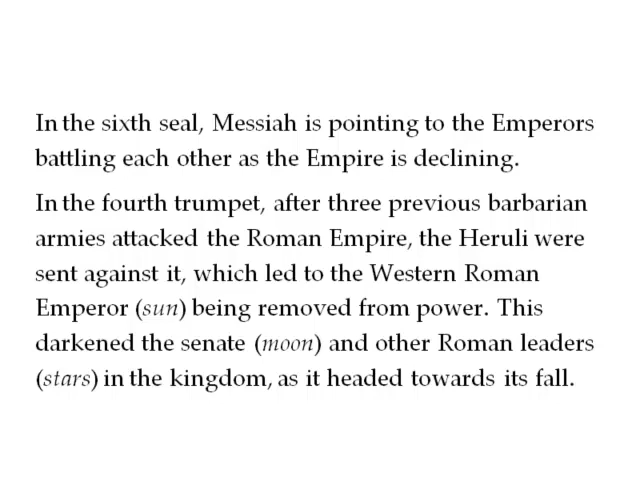 In the sixth seal, Messiah is pointing to the Emperors
battling each other as the Empire is declining.
In the fourth trumpet, after three previous barbarian
armies attacked the Roman Empire, the Heruli were
sent against it, which led to the Western Roman
Emperor (sun) being removed from power. This
darkened the senate (moon) and other Roman leaders
(stars) in the kingdom, as it headed towards its fall.